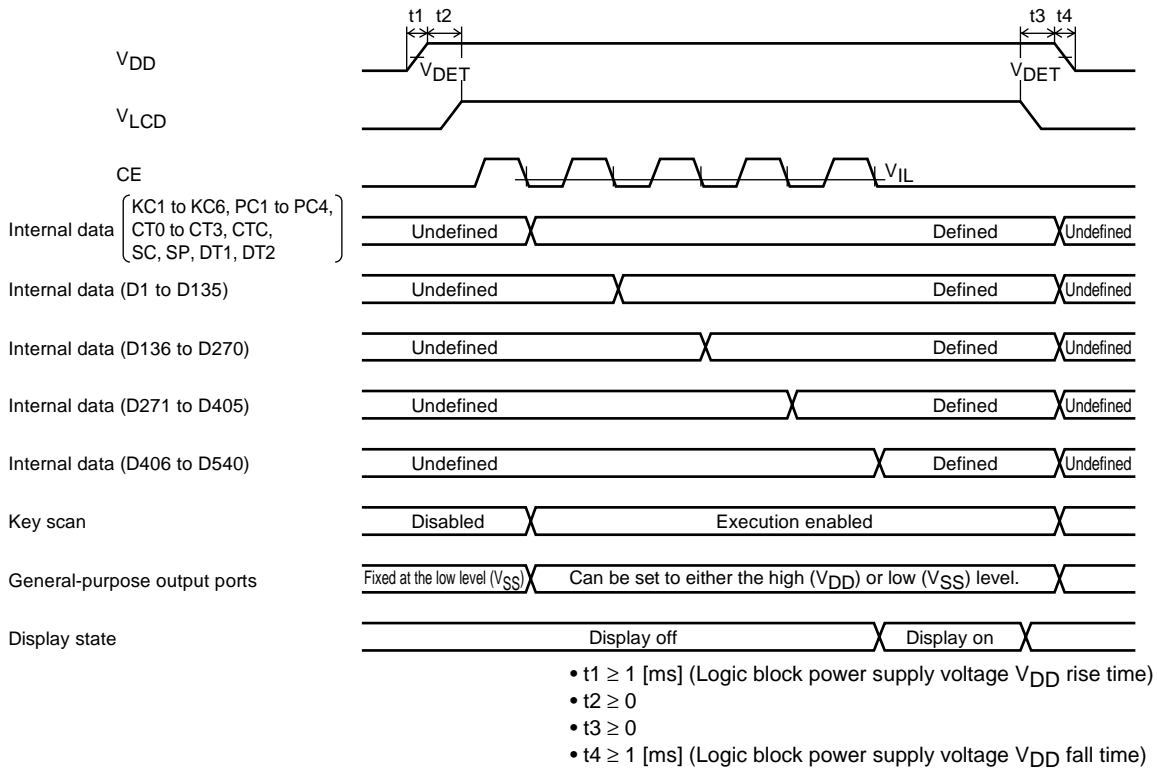 t1 t2 t3 t4
VDD
VDET VDET
VLCD
CE
VIL
Internal data KC1 to KC6, PC1 to PC4,
CT0 to CT3, CTC,
SC, SP, DT1, DT2
Undefined Defined Undefined
Internal data (D1 to D135) Undefined Defined Undefined
Internal data (D136 to D270) Undefined Defined Undefined
Internal data (D271 to D405) Undefined Defined Undefined
Internal data (D406 to D540) Undefined Defined Undefined
Key scan Disabled Execution enabled
General-purpose output ports Fixed at the low level (VSS) Can be set to either the high (VDD) or low (VSS) level.
Display state Display off Display on
• t1 ≥ 1 [ms] (Logic block power supply voltage VDD rise time)
• t2 ≥ 0
• t3 ≥ 0
• t4 ≥ 1 [ms] (Logic block power supply voltage VDD fall time)